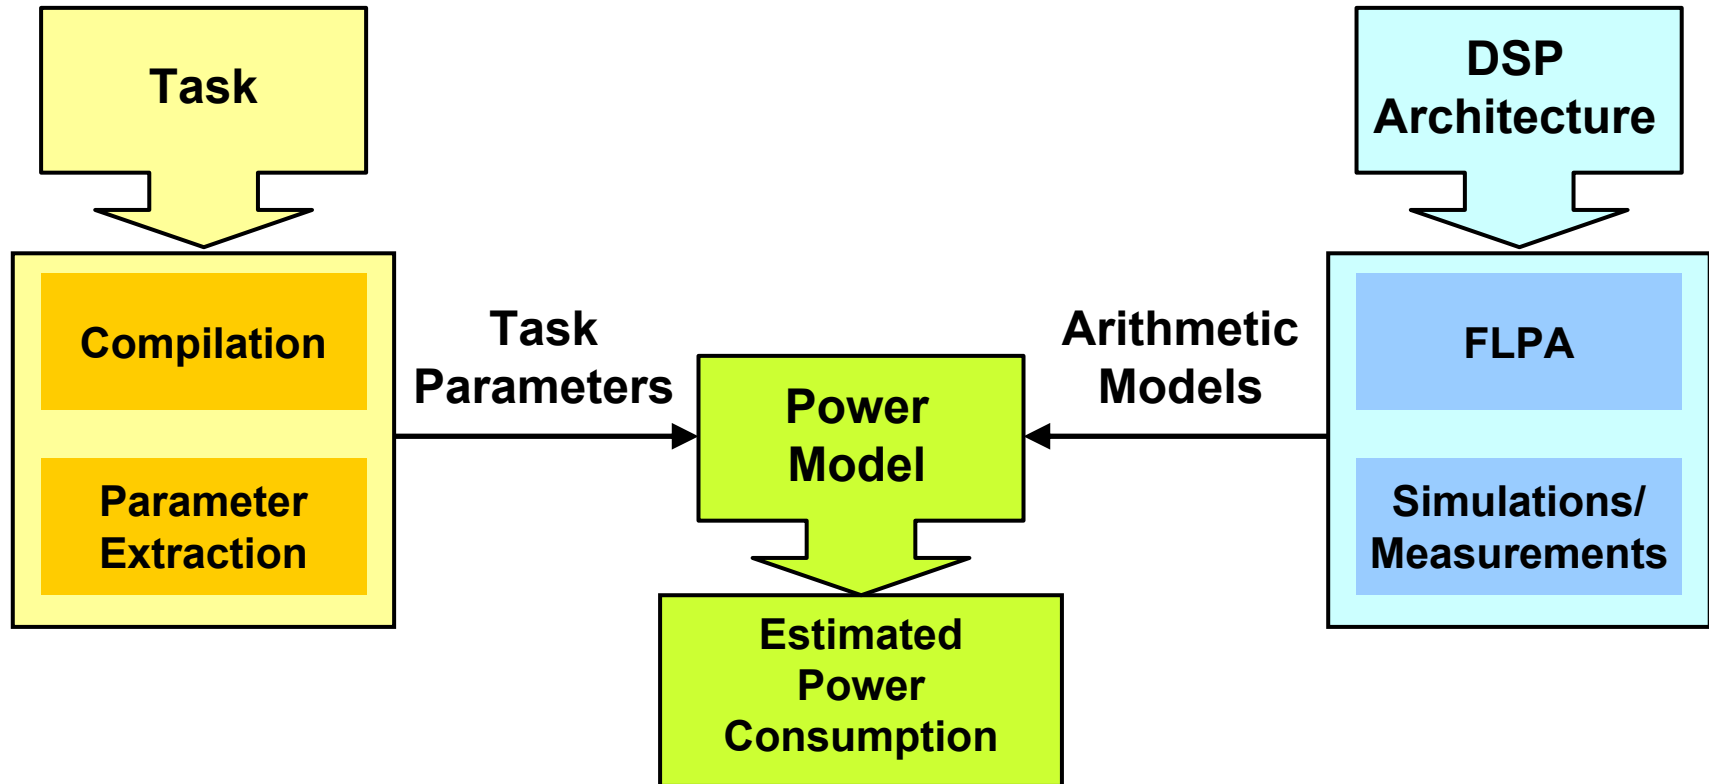 Task
DSP
Architecture
Compilation
Parameter
Extraction
Task
Parameters
Power
Model
Arithmetic
Models
FLPA
Simulations/
Measurements
Estimated
Power
Consumption